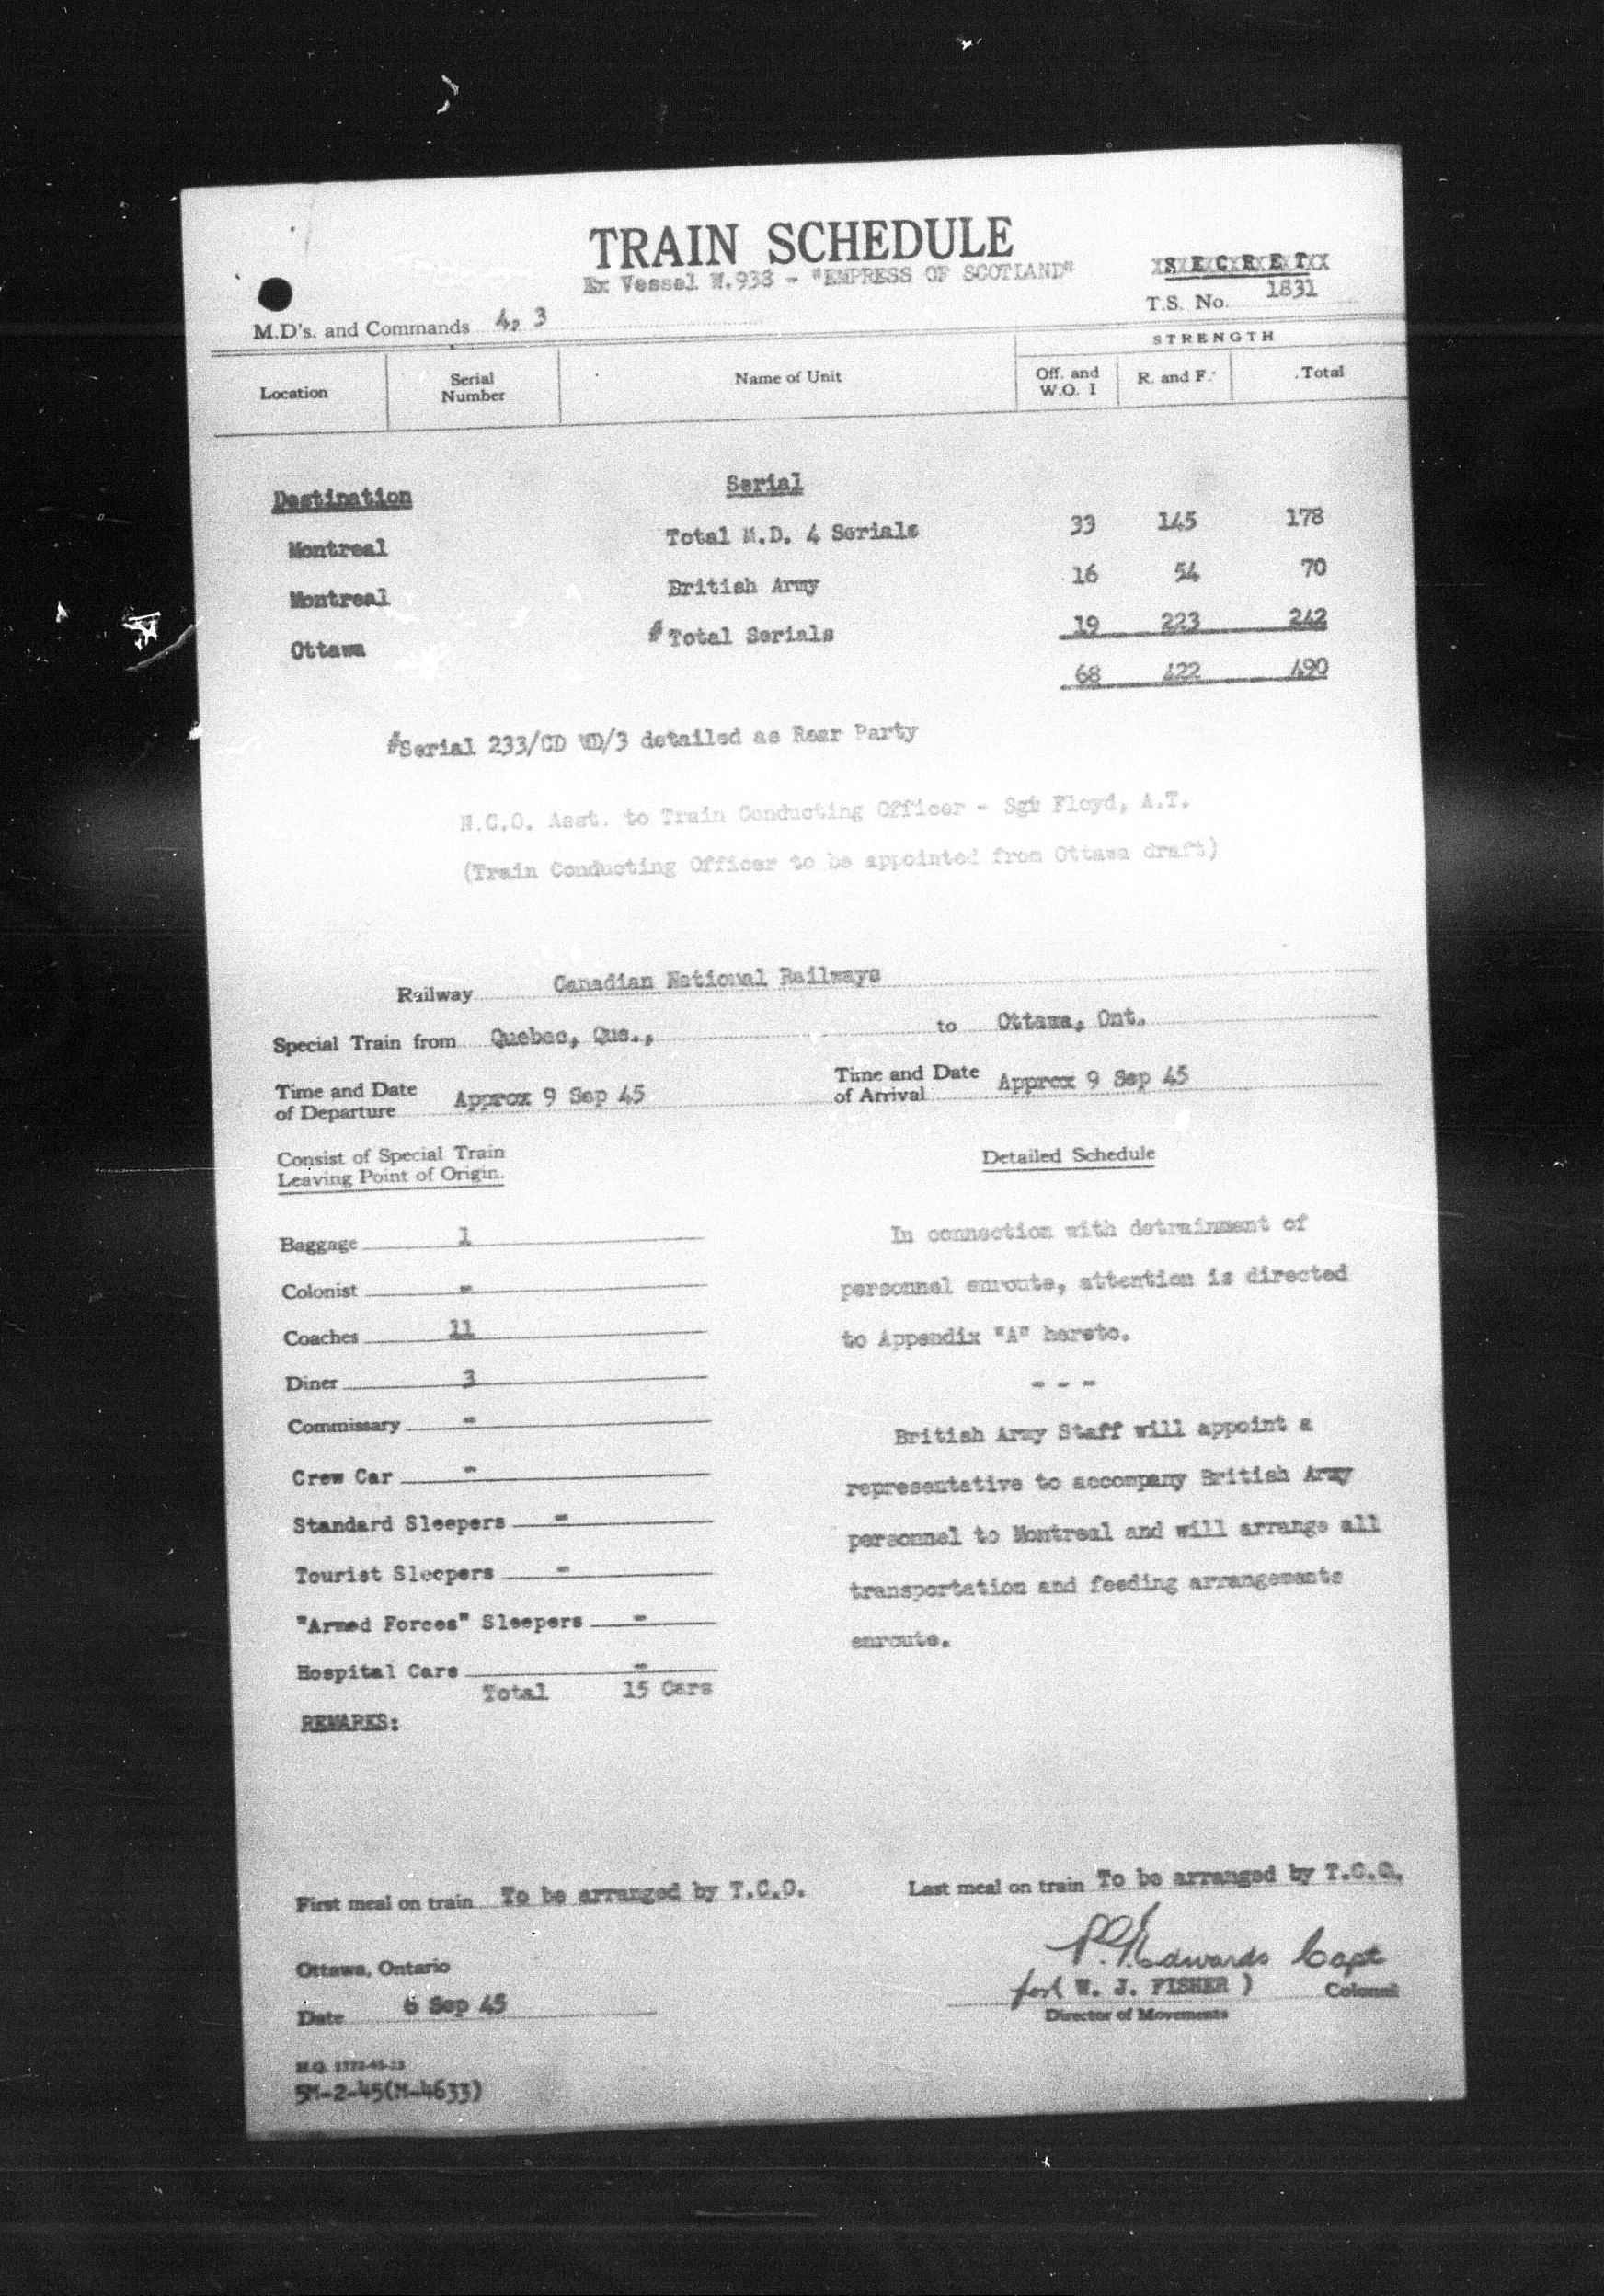 TRAIN SCHEDULE
Ex Vessel W.938 - "EMPRESS OF SCOTLAND"
SECRET
T.S. No. 1831
M.D's. and Commands 4, 3
STRENGTH
Location Serial Number Name of Unit Off. and W.O. I R. and F. Total
Destination Serial
Montreal Total M.D. 4 Serials 33 145 178
Montreal British Army 16 54 70
Ottawa #Total Serials 19 223 242
68 422 490
#Serial 233/CD WD/3 detailed as Rear Party
N.C.O. Asst. to Train Conducting Officer - Sgt Floyd, A.T.
(Train Conducting Officer to be appointed from Ottawa draft)
Railway Canadian National Railways
Special Train from Quebec, Que., to Ottawa, Ont.
Time and Date of Departure Approx 9 Sep 45
Time and Date of Arrival Approx 9 Sep 45
Consist of Special Train
Leaving Point of Origin.
Baggage 1
Colonist -
Coaches 11
Diner 3
Commissary -
Crew Car -
Standard Sleepers -
Tourist Sleepers -
"Armed Forces" Sleepers -
Hospital Cars -
Total 15 Cars
REMARKS:
Detailed Schedule
In connection with detrainment of
personnel enroute, attention is directed
to Appendix "A" hereto.
- - -
British Army Staff will appoint a
representative to accompany British Army
personnel to Montreal and will arrange all
transportation and feeding arrangements
enroute.
First meal on train To be arranged by T.C.O.
Last meal on train To be arranged by T.C.O.
Edwards Capt
Ottawa, Ontario
for( W. J. FISHER ) Colonel
Date 6 Sep 45
Director of Movements
H.Q. 1772-45-13
5M-2-45(M-4633)